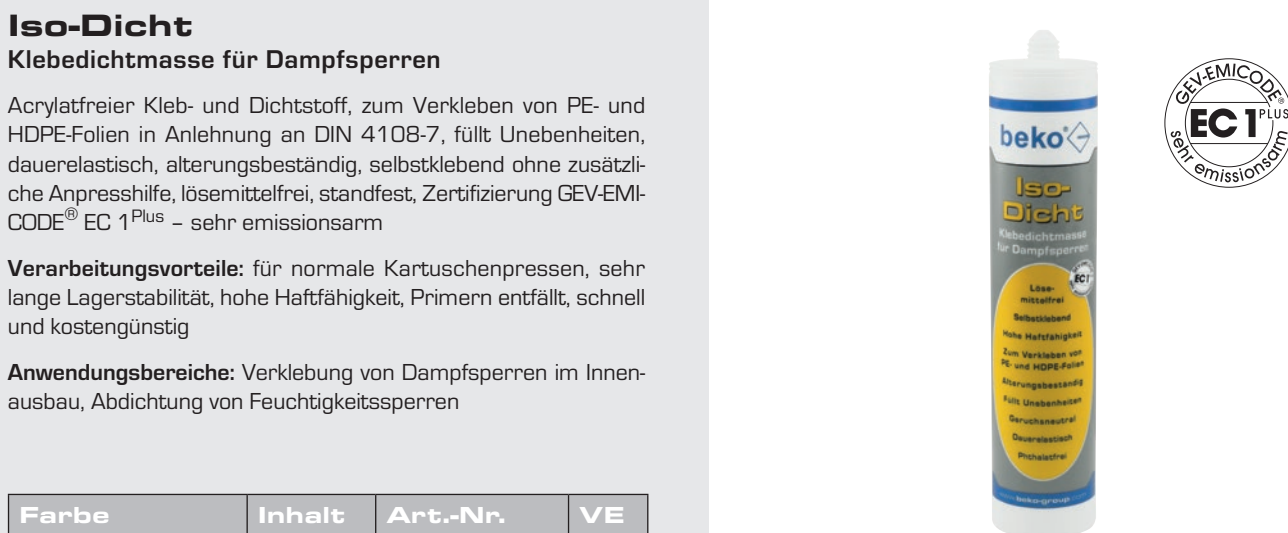 Iso-Dicht
Klebedichtmasse für Dampfsperren
Acrylatfreier Kleb- und Dichtstoff, zum Verkleben von PE- und
HDPE-Folien in Anlehnung an DIN 4108-7, füllt Unebenheiten,
dauerelastisch, alterungsbeständig, selbstklebend ohne zusätzli-
che Anpresshilfe, lösemittelfrei, standfest, Zertifizierung GEV-EMI-
CODE® EC 1Plus – sehr emissionsarm
Verarbeitungsvorteile: für normale Kartuschenpressen, sehr
lange Lagerstabilität, hohe Haftfähigkeit, Primern entfällt, schnell
und kostengünstig
Anwendungsbereiche: Verklebung von Dampfsperren im Innen-
ausbau, Abdichtung von Feuchtigkeitssperren
Farbe Inhalt Art.-Nr. VE
beko®
Iso-
Dicht
Klebedichtmasse
für Dampfsperren
EC1
Löse-
mittelfrei
Selbstklebend
Hohe Haftfähigkeit
Zum Verkleben von
PE- und HDPE-Folien
Alterungsbeständig
Füllt Unebenheiten
Geruchsneutral
Dauerelastisch
Phthalatfrei
beko-group
GEV-EMICODE®
EC 1 PLUS
sehr emissionsarm